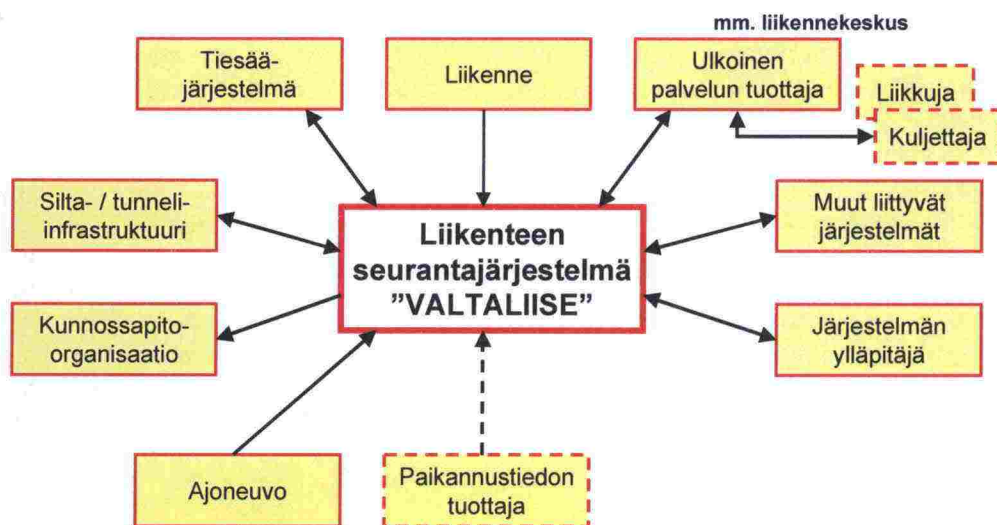 mm. liikennekeskus
Tiesää-
järjestelmä
Liikenne
Ulkoinen
palvelun tuottaja
Liikkuja
Kuljettaja
Silta- / tunneli-
infrastruktuuri
Liikenteen
seurantajärjestelmä
”VALTALIISE”
Muut liittyvät
järjestelmät
Kunnossapito-
organisaatio
Järjestelmän
ylläpitäjä
Ajoneuvo
Paikannustiedon
tuottaja